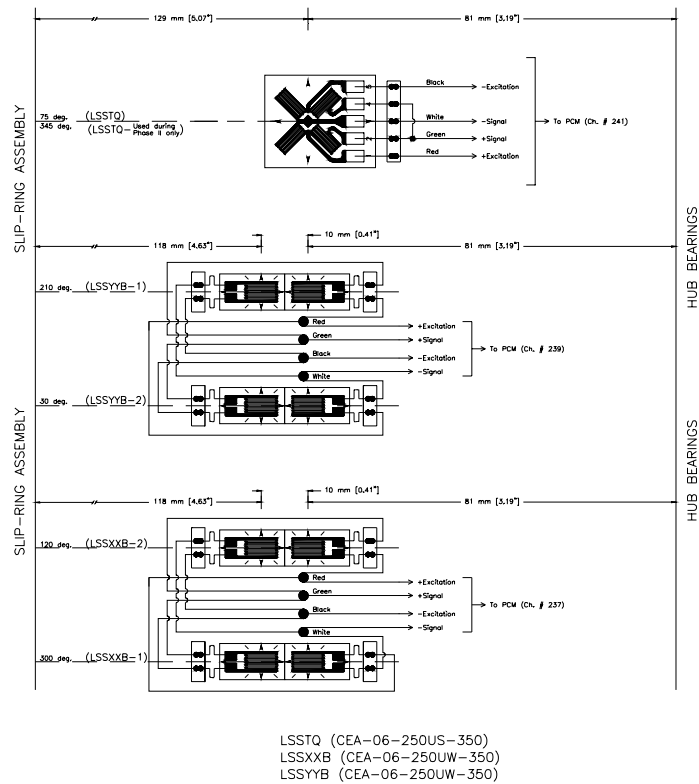 129 mm [5.07"]
81 mm [3.19"]
SLIP-RING ASSEMBLY
75 deg. (LSSTQ)
345 deg. (LSSTQ-Used during Phase II only)
5
4
2
1
Black
-Excitation
White
-Signal
Green
+Signal
Red
+Excitation
To PCM (Ch. # 241)
HUB BEARINGS
10 mm [0.41"]
118 mm [4.63"]
81 mm [3.19"]
210 deg. (LSSYYB-1)
Red
+Excitation
Green
+Signal
Black
-Excitation
White
-Signal
To PCM (Ch. # 239)
30 deg. (LSSYYB-2)
SLIP-RING ASSEMBLY
HUB BEARINGS
10 mm [0.41"]
118 mm [4.63"]
81 mm [3.19"]
120 deg. (LSSXXB-2)
Red
+Excitation
Green
+Signal
Black
-Excitation
White
-Signal
To PCM (Ch. # 237)
300 deg. (LSSXXB-1)
LSSTQ (CEA-06-250US-350)
LSSXXB (CEA-06-250UW-350)
LSSYYB (CEA-06-250UW-350)